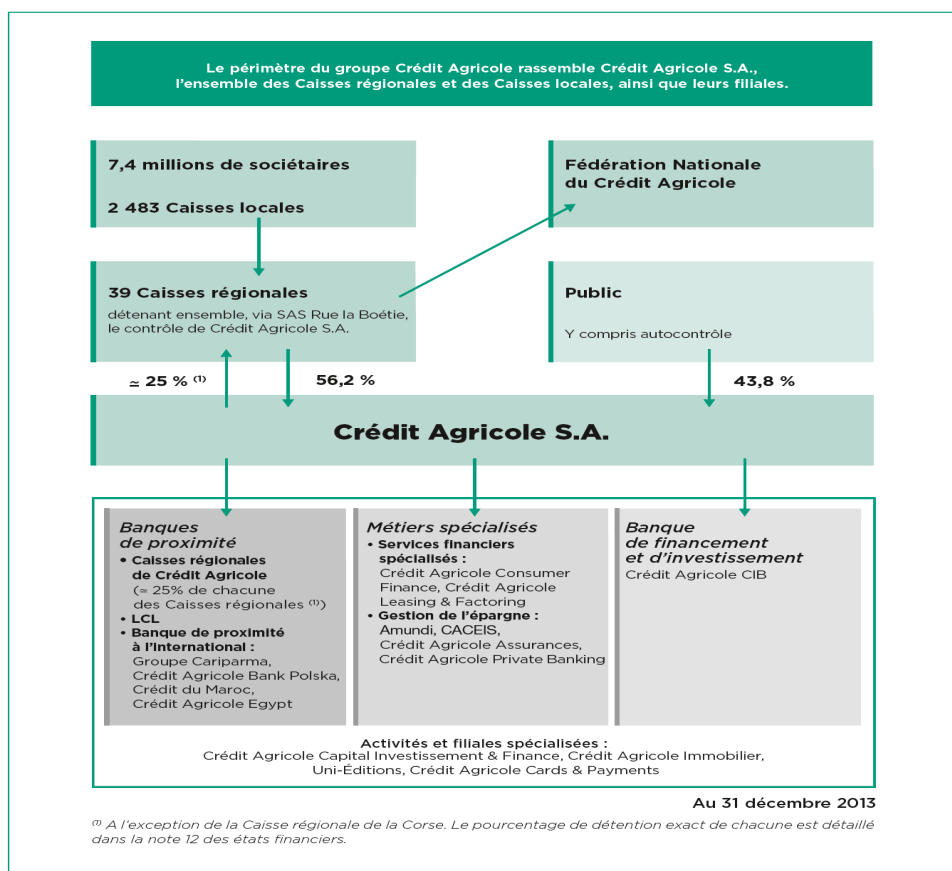 Le périmètre du groupe Crédit Agricole rassemble Crédit Agricole S.A.,
l'ensemble des Caisses régionales et des Caisses locales, ainsi que leurs filiales.
7,4 millions de sociétaires
2 483 Caisses locales
Fédération Nationale
du Crédit Agricole
39 Caisses régionales
détenant ensemble, via SAS Rue la Boétie,
le contrôle de Crédit Agricole S.A.
Public
Y compris autocontrôle
≃ 25 % (1)
56,2 %
43,8 %
Crédit Agricole S.A.
Banques
de proximité
• Caisses régionales
de Crédit Agricole
(≃ 25% de chacune
des Caisses régionales (1))
• LCL
• Banque de proximité
à l'international :
Groupe Cariparma,
Crédit Agricole Bank Polska,
Crédit du Maroc,
Crédit Agricole Egypt
Métiers spécialisés
• Services financiers
spécialisés :
Crédit Agricole Consumer
Finance, Crédit Agricole
Leasing & Factoring
• Gestion de l'épargne :
Amundi, CACEIS,
Crédit Agricole Assurances,
Crédit Agricole Private Banking
Banque
de financement
et d'investissement
Crédit Agricole CIB
Activités et filiales spécialisées :
Crédit Agricole Capital Investissement & Finance, Crédit Agricole Immobilier,
Uni-Éditions, Crédit Agricole Cards & Payments
Au 31 décembre 2013
(1) A l'exception de la Caisse régionale de la Corse. Le pourcentage de détention exact de chacune est détaillé
dans la note 12 des états financiers.